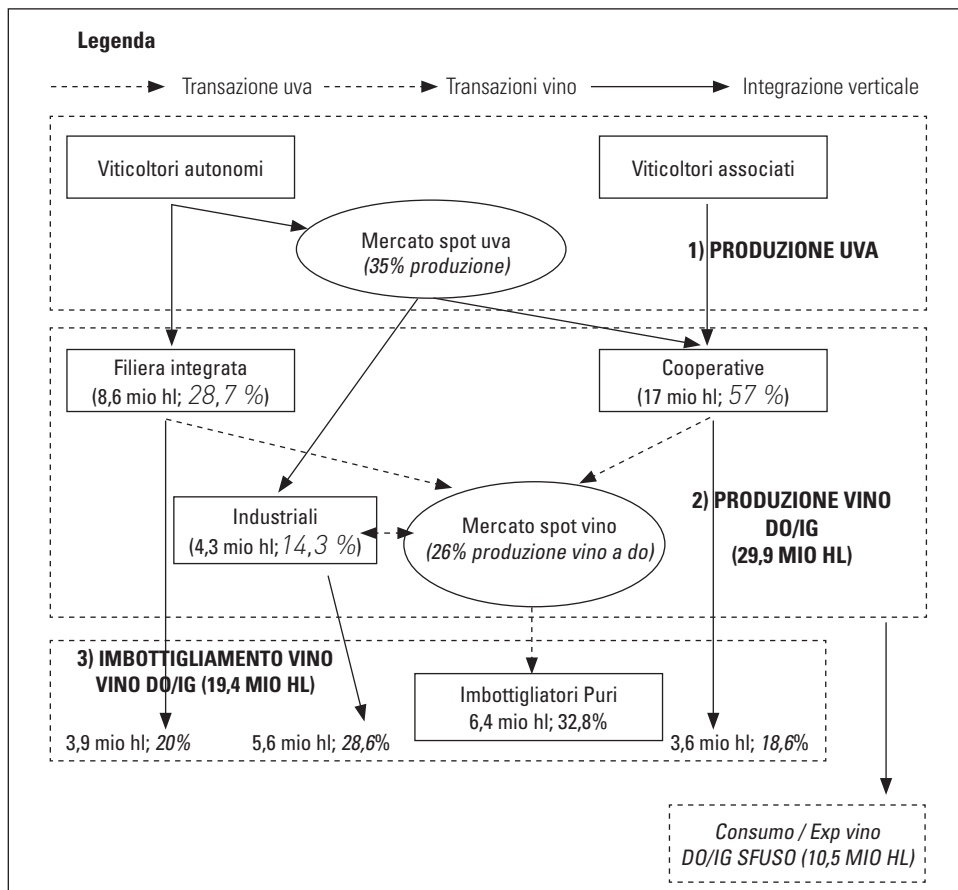 Legenda
Transazione uva
Transazioni vino
Integrazione verticale
Viticoltori autonomi
Viticoltori associati
Mercato spot uva
(35% produzione)
1) PRODUZIONE UVA
Filiera integrata
(8,6 mio hl; 28,7 %)
Cooperative
(17 mio hl; 57 %)
Industriali
(4,3 mio hl; 14,3 %)
Mercato spot vino
(26% produzione vino a do)
2) PRODUZIONE VINO
DO/IG
(29,9 MIO HL)
3) IMBOTTIGLIAMENTO VINO
VINO DO/IG (19,4 MIO HL)
Imbottigliatori Puri
6,4 mio hl; 32,8%
3,9 mio hl; 20%
5,6 mio hl; 28,6%
3,6 mio hl; 18,6%
Consumo / Exp vino
DO/IG SFUSO (10,5 MIO HL)